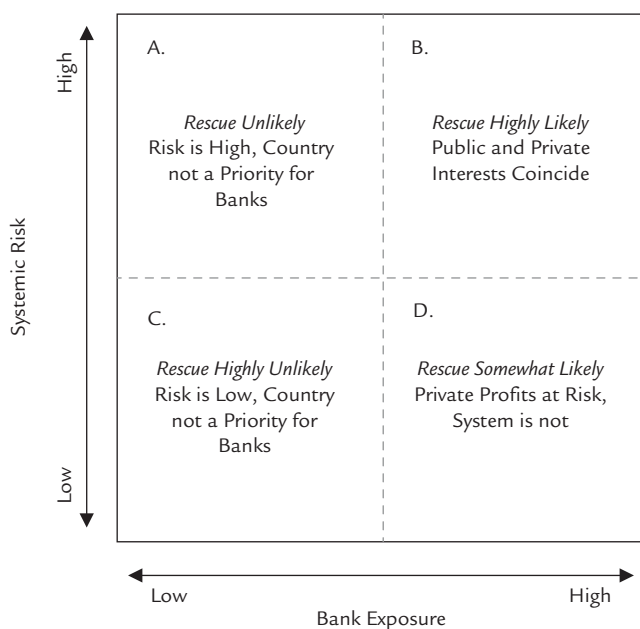 High
Systemic Risk
Low
A.
Rescue Unlikely
Risk is High, Country
not a Priority for
Banks
B.
Rescue Highly Likely
Public and Private
Interests Coincide
C.
Rescue Highly Unlikely
Risk is Low, Country
not a Priority for
Banks
D.
Rescue Somewhat Likely
Private Profits at Risk,
System is not
Low
High
Bank Exposure